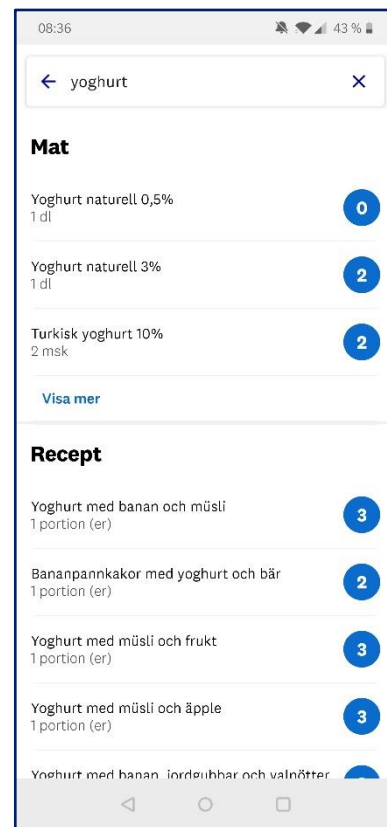 08:36 43 %
yoghurt
Mat
Yoghurt naturell 0,5%
1 dl
0
Yoghurt naturell 3%
1 dl
2
Turkisk yoghurt 10%
2 msk
2
Visa mer
Recept
Yoghurt med banan och müsli
1 portion (er)
3
Bananpannkakor med yoghurt och bär
1 portion (er)
2
Yoghurt med müsli och frukt
1 portion (er)
3
Yoghurt med müsli och äpple
1 portion (er)
3
Yoghurt med banan, jordgubbar och valnötter